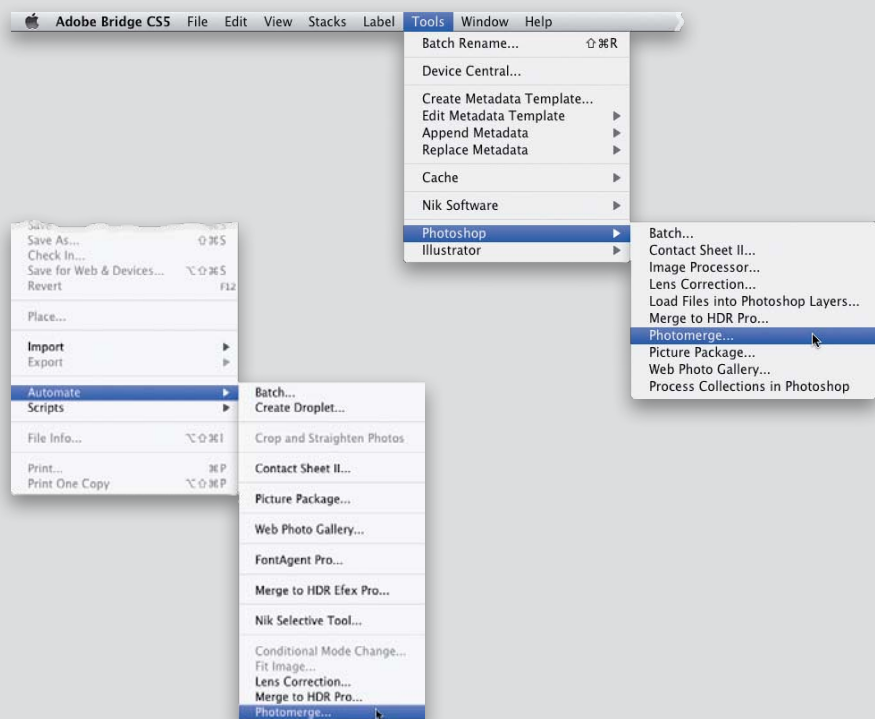 Adobe Bridge CS5 File Edit View Stacks Label Tools Window Help
Batch Rename... ⇧⌘R
Device Central...
Create Metadata Template...
Edit Metadata Template
Append Metadata
Replace Metadata
Cache
Nik Software
Photoshop
Illustrator
Batch...
Contact Sheet II...
Image Processor...
Lens Correction...
Load Files into Photoshop Layers...
Merge to HDR Pro...
Photomerge...
Picture Package...
Web Photo Gallery...
Process Collections in Photoshop
Save As... ⇧⌘S
Check In...
Save for Web & Devices... ⌥⇧⌘S
Revert F12
Place...
Import
Export
Automate
Scripts
File Info... ⌥⇧⌘I
Print... ⌘P
Print One Copy ⌥⇧⌘P
Batch...
Create Droplet...
Crop and Straighten Photos
Contact Sheet II...
Picture Package...
Web Photo Gallery...
FontAgent Pro...
Merge to HDR Efex Pro...
Nik Selective Tool...
Conditional Mode Change...
Fit Image...
Lens Correction...
Merge to HDR Pro...
Photomerge...